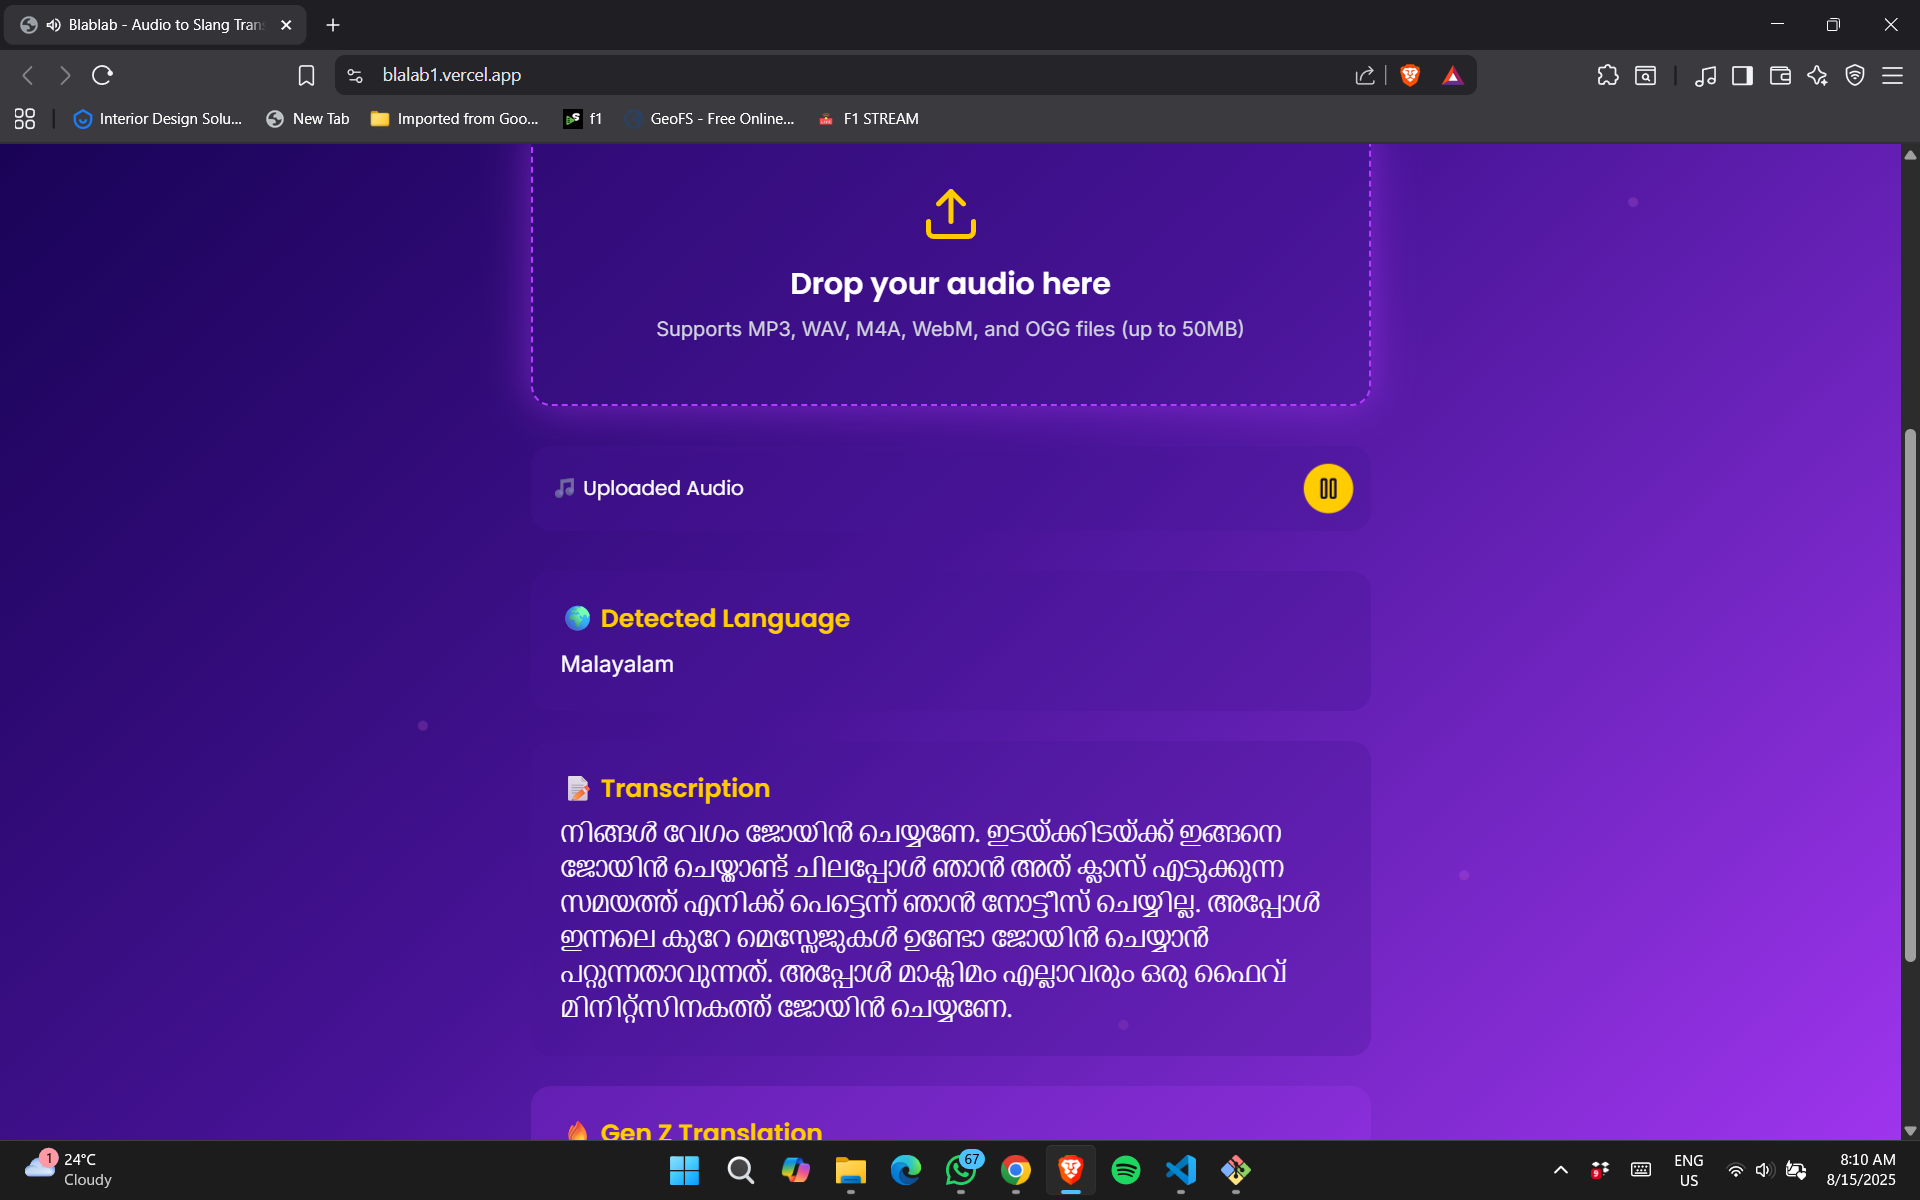 Blablab - Audio to Slang Tran
blalab1.vercel.app
Interior Design Solu...
New Tab
Imported from Goo...
f1
GeoFS - Free Online...
F1 STREAM
Drop your audio here
Supports MP3, WAV, M4A, WebM, and OGG files (up to 50MB)
🎵 Uploaded Audio
🌍 Detected Language
Malayalam
📝 Transcription
നിങ്ങൾ വേഗം ജോയിൻ ചെയ്യണേ. ഇടയ്ക്കിടയ്ക്ക് ഇങ്ങനെ
ജോയിൻ ചെയ്താണ്ട് ചിലപ്പോൾ ഞാൻ അത് ക്ലാസ് എടുക്കുന്ന
സമയത്ത് എനിക്ക് പെട്ടെന്ന് ഞാൻ നോട്ടീസ് ചെയ്യില്ല. അപ്പോൾ
ഇന്നലെ കുറേ മെസ്സേജുകൾ ഉണ്ടോ ജോയിൻ ചെയ്യാൻ
പറ്റുന്നതാവുന്നത്. അപ്പോൾ മാക്സിമം എല്ലാവരും ഒരു ഫൈവ്
മിനിറ്റ്സിനകത്ത് ജോയിൻ ചെയ്യണേ.
🔥 Gen Z Translation
1
24°C
Cloudy
67
9
ENG
US
8:10 AM
8/15/2025